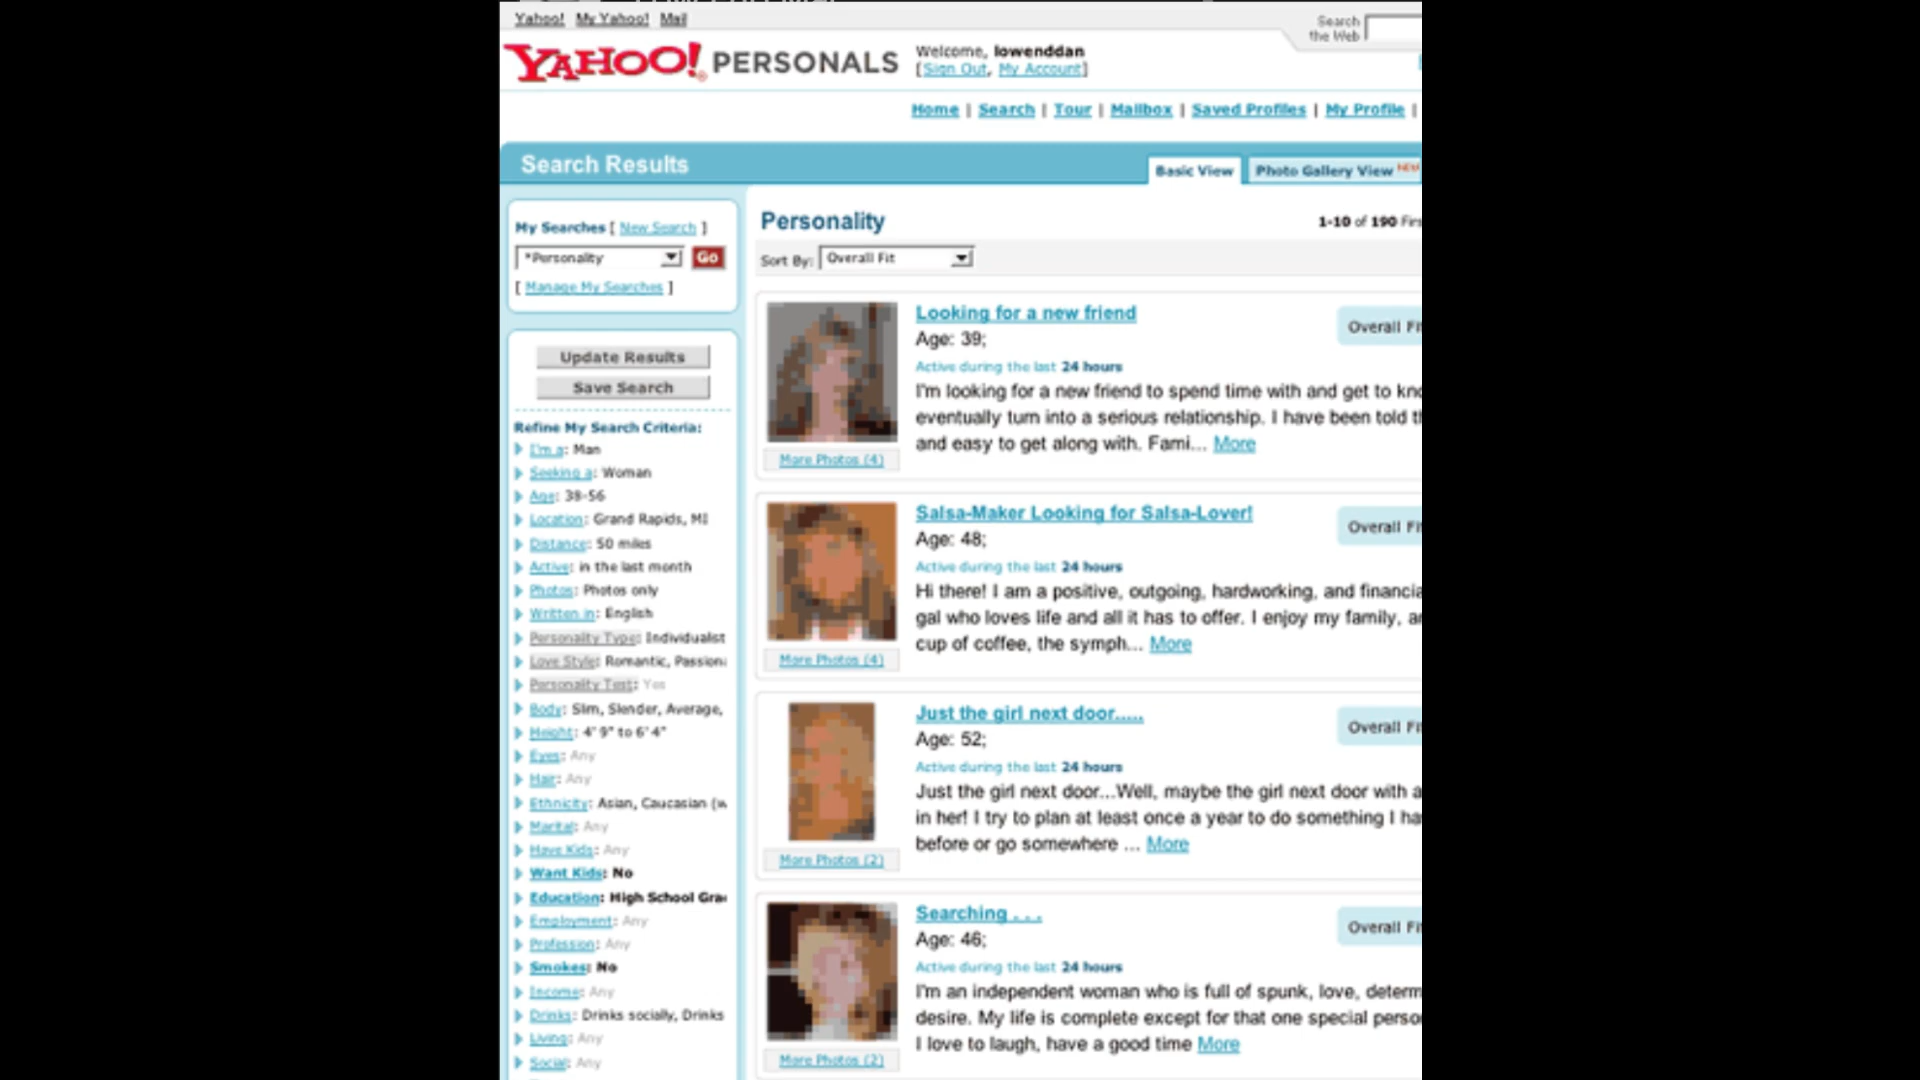 Yahoo! My Yahoo! Mail
Search
the Web
YAHOO! PERSONALS
Welcome, lowenddan
[Sign Out, My Account]
Home | Search | Tour | Mailbox | Saved Profiles | My Profile |
Search Results
Basic View
Photo Gallery View NEW
My Searches [ New Search ]
*Personality
Go
[ Manage My Searches ]
Update Results
Save Search
Refine My Search Criteria:
I'm a: Man
Seeking a: Woman
Age: 38-56
Location: Grand Rapids, MI
Distance: 50 miles
Active: in the last month
Photos: Photos only
Written in: English
Personality Type: Individualist
Love Style: Romantic, Passion
Personality Test: Yes
Body: Slim, Slender, Average,
Height: 4' 9" to 6' 4"
Eyes: Any
Hair: Any
Ethnicity: Asian, Caucasian (w
Marital: Any
Have Kids: Any
Want Kids: No
Education: High School Gra
Employment: Any
Profession: Any
Smokes: No
Income: Any
Drinks: Drinks socially, Drinks
Living: Any
Social: Any
Personality
1-10 of 190 Firs
Sort By: Overall Fit
Looking for a new friend
Overall Fit
Age: 39;
Active during the last 24 hours
I'm looking for a new friend to spend time with and get to kno
eventually turn into a serious relationship. I have been told th
and easy to get along with. Fami... More
More Photos (4)
Salsa-Maker Looking for Salsa-Lover!
Overall Fit
Age: 48;
Active during the last 24 hours
Hi there! I am a positive, outgoing, hardworking, and financia
gal who loves life and all it has to offer. I enjoy my family, a
cup of coffee, the symph... More
More Photos (4)
Just the girl next door.....
Overall Fit
Age: 52;
Active during the last 24 hours
Just the girl next door...Well, maybe the girl next door with a
in her! I try to plan at least once a year to do something I ha
before or go somewhere ... More
More Photos (2)
Searching . . .
Overall Fit
Age: 46;
Active during the last 24 hours
I'm an independent woman who is full of spunk, love, determ
desire. My life is complete except for that one special perso
I love to laugh, have a good time More
More Photos (2)